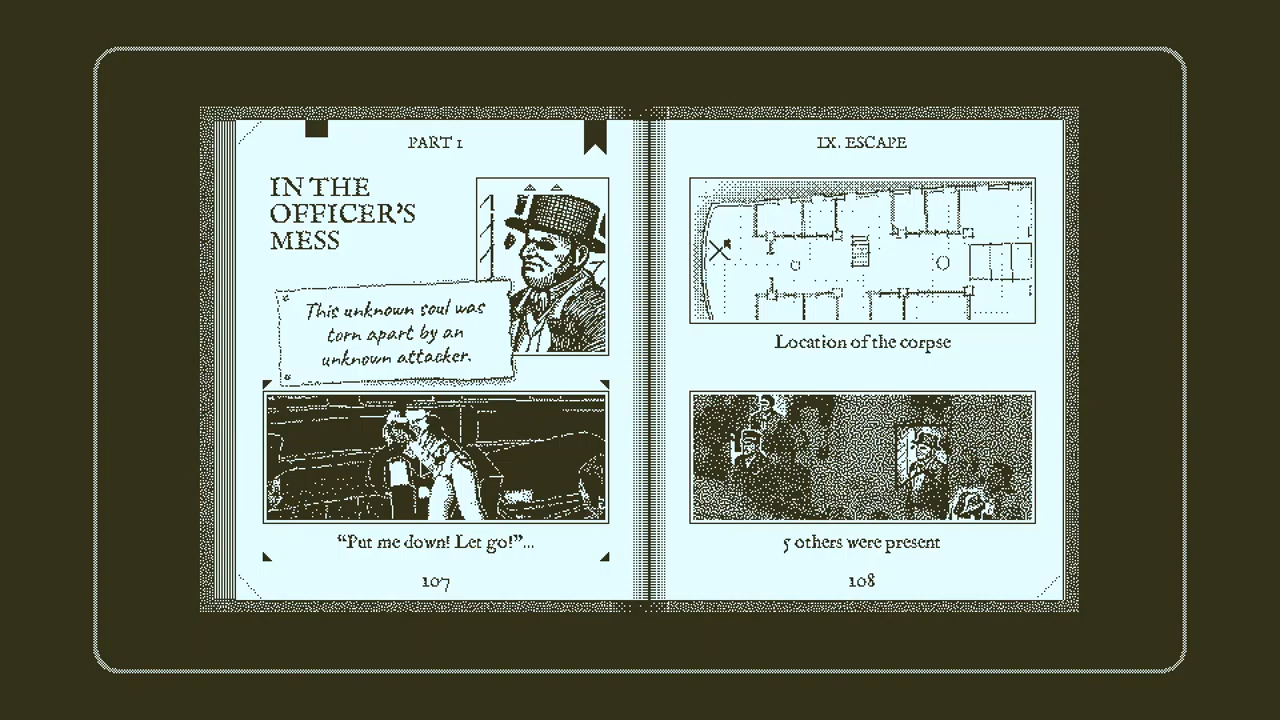 PART 1
IN THE
OFFICER'S
MESS
This unknown soul was
torn apart by an
unknown attacker.
"Put me down! Let go!"...
107
IX. ESCAPE
Location of the corpse
5 others were present
108